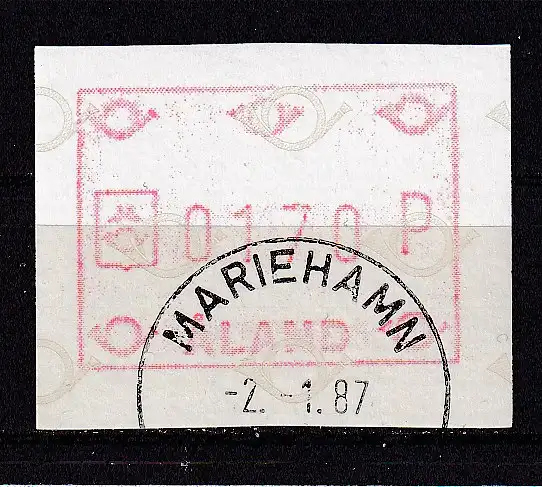 0170 P
ÅLAND
MARIEHAMN
-2.-1.87